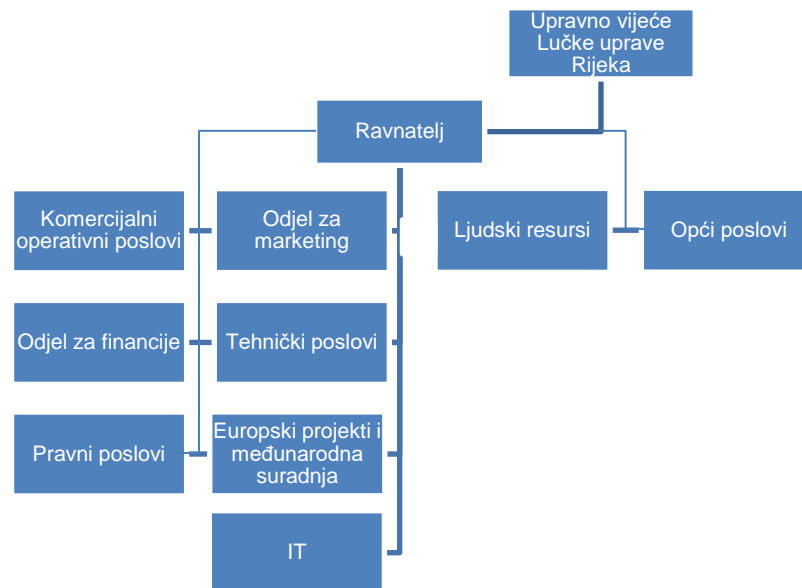 Upravno vijeće
Lučke uprave
Rijeka
Ravnatelj
Komercijalni
operativni poslovi
Odjel za
marketing
Ljudski resursi
Opći poslovi
Odjel za financije
Tehnički poslovi
Pravni poslovi
Europski projekti i
međunarodna
suradnja
IT